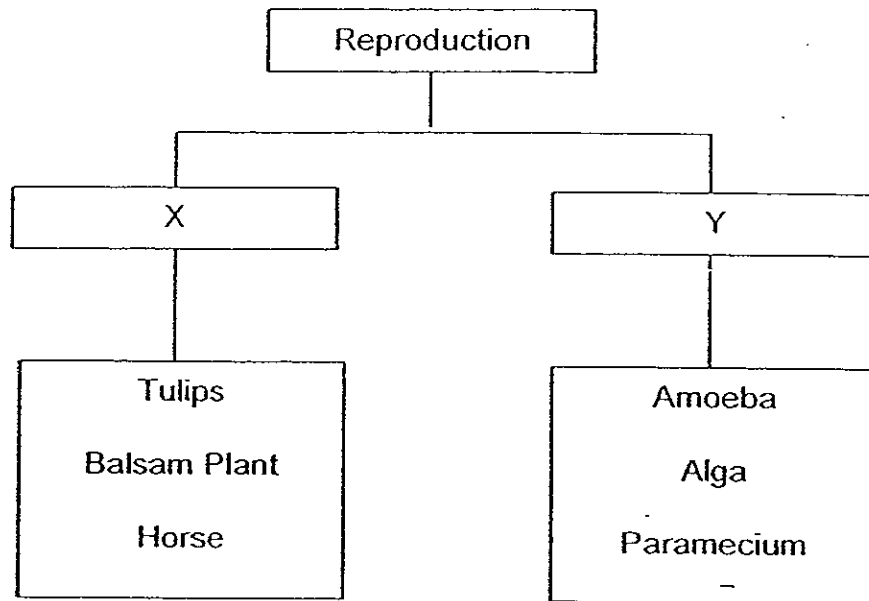 Reproduction
X
Y
Tulips
Balsam Plant
Horse
Amoeba
Alga
Paramecium